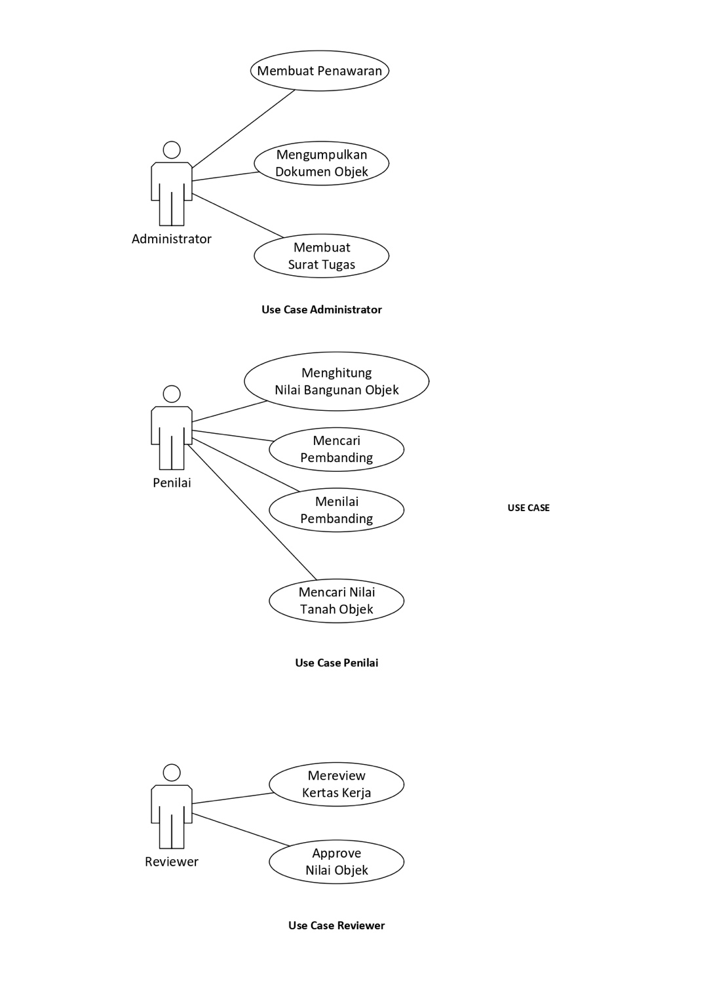 Membuat Penawaran
Mengumpulkan
Dokumen Objek
Administrator
Membuat
Surat Tugas
Use Case Administrator
Menghitung
Nilai Bangunan Objek
Mencari
Pembanding
Penilai
Menilai
Pembanding
USE CASE
Mencari Nilai
Tanah Objek
Use Case Penilai
Mereview
Kertas Kerja
Reviewer
Approve
Nilai Objek
Use Case Reviewer